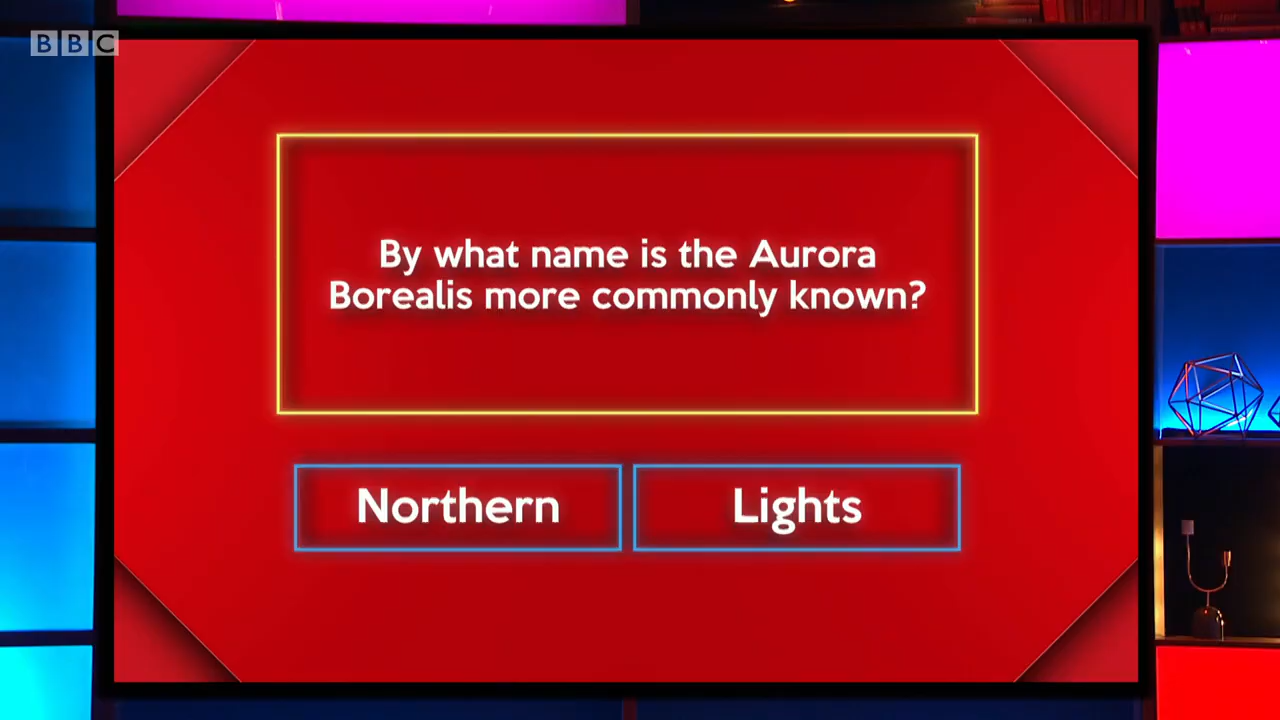 BBC
By what name is the Aurora
Borealis more commonly known?
Northern Lights